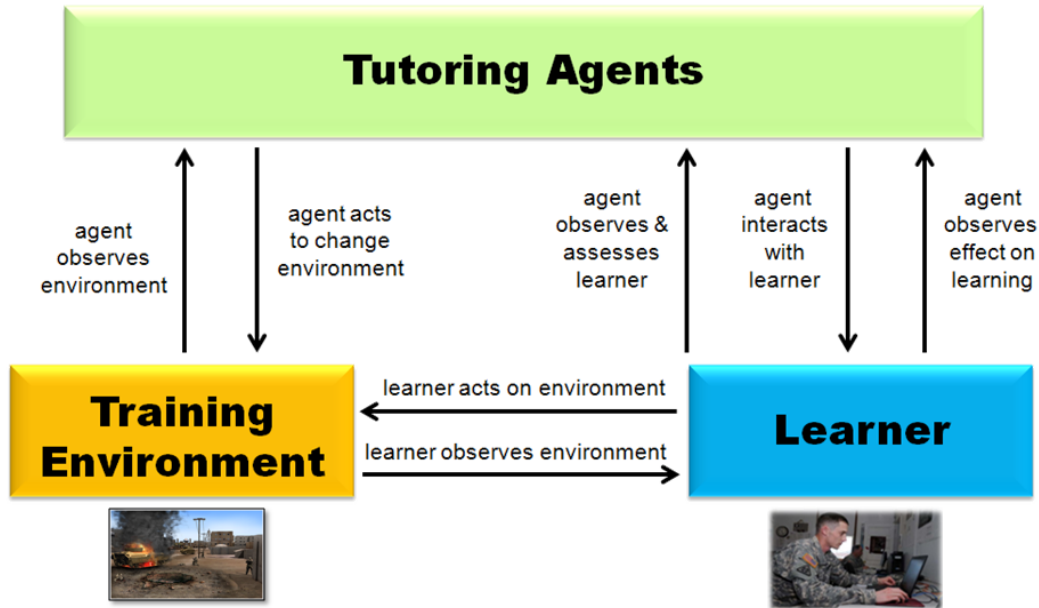 Tutoring Agents
agent
observes
environment
agent acts
to change
environment
agent
observes &
assesses
learner
agent
interacts
with
learner
agent
observes
effect on
learning
Training
Environment
learner acts on environment
learner observes environment
Learner